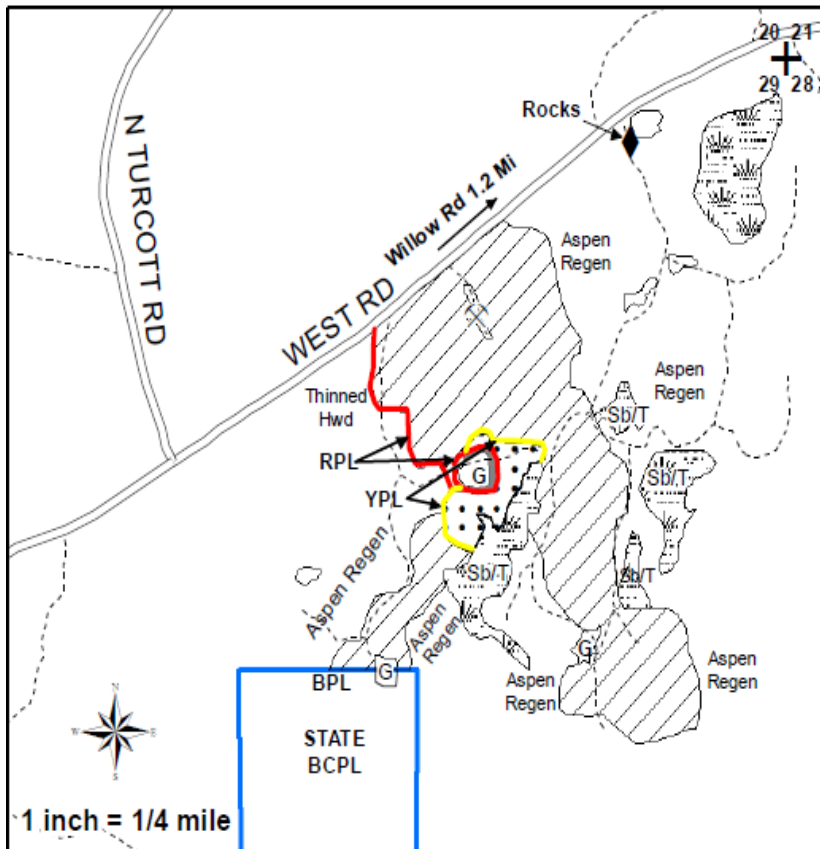 20 21
29 28
Rocks
N TURCOTT RD
Willow Rd 1.2 Mi
WEST RD
Aspen
Regen
Aspen
Regen
Thinned
Hwd
Sb/T
RPL
G
Sb/T
YPL
Aspen Regen
Sb/T
Sb/T
Aspen
Regen
G
Aspen
Regen
Aspen
Regen
BPL
G
STATE
BCPL
N
W
E
S
1 inch = 1/4 mile